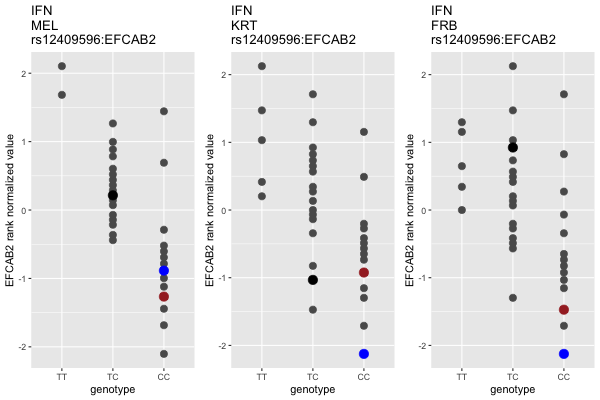 IFN
MEL
rs12409596:EFCAB2
EFCAB2 rank normalized value
2
1
0
-1
-2
TT
TC
CC
genotype
IFN
KRT
rs12409596:EFCAB2
EFCAB2 rank normalized value
2
1
0
-1
-2
TT
TC
CC
genotype
IFN
FRB
rs12409596:EFCAB2
EFCAB2 rank normalized value
2
1
0
-1
-2
TT
TC
CC
genotype